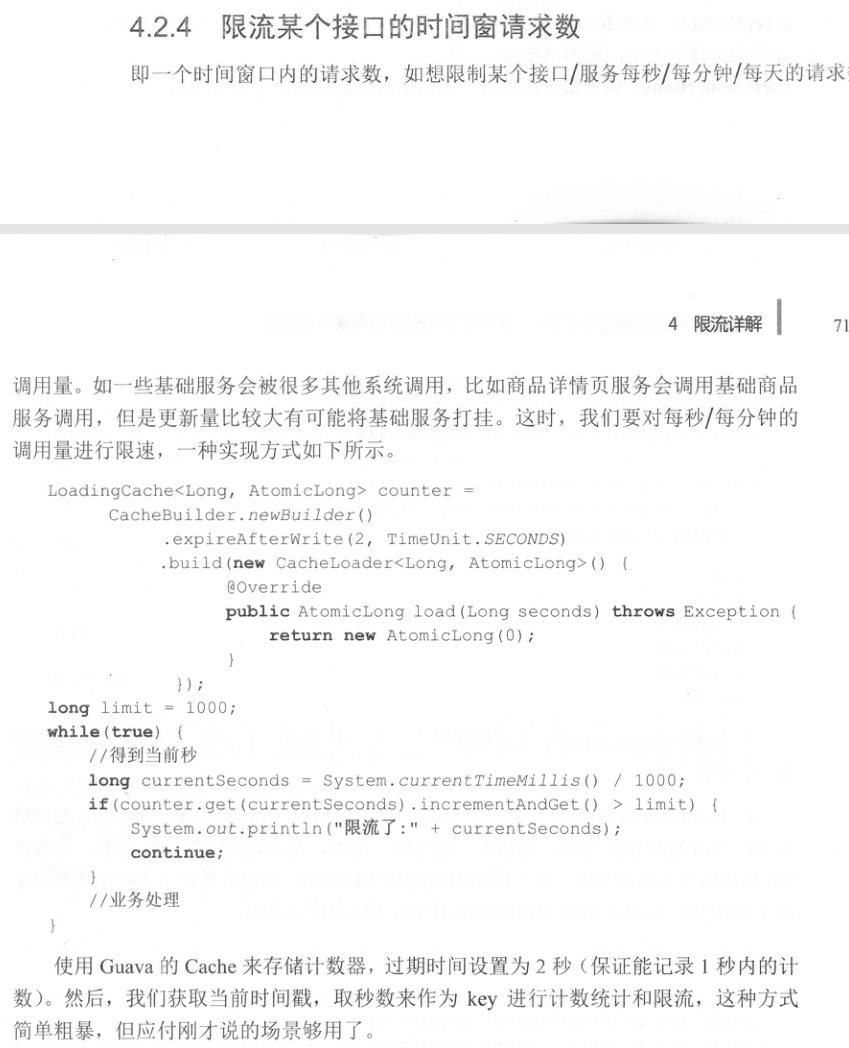 4.2.4 限流某个接口的时间窗请求数
即一个时间窗口内的请求数，如想限制某个接口/服务每秒/每分钟/每天的请求
4 限流详解 71
调用量。如一些基础服务会被很多其他系统调用，比如商品详情页服务会调用基础商品
服务调用，但是更新量比较大有可能将基础服务打挂。这时，我们要对每秒/每分钟的
调用量进行限速，一种实现方式如下所示。
LoadingCache<Long, AtomicLong> counter =
CacheBuilder.newBuilder()
.expireAfterWrite(2, TimeUnit.SECONDS)
.build(new CacheLoader<Long, AtomicLong>() {
@Override
public AtomicLong load(Long seconds) throws Exception {
return new AtomicLong(0);
}
});
long limit = 1000;
while(true) {
//得到当前秒
long currentSeconds = System.currentTimeMillis() / 1000;
if(counter.get(currentSeconds).incrementAndGet() > limit) {
System.out.println("限流了:" + currentSeconds);
continue;
}
//业务处理
}
使用 Guava 的 Cache 来存储计数器，过期时间设置为 2 秒（保证能记录 1 秒内的计
数）。然后，我们获取当前时间戳，取秒数来作为 key 进行计数统计和限流，这种方式
简单粗暴，但应付刚才说的场景够用了。